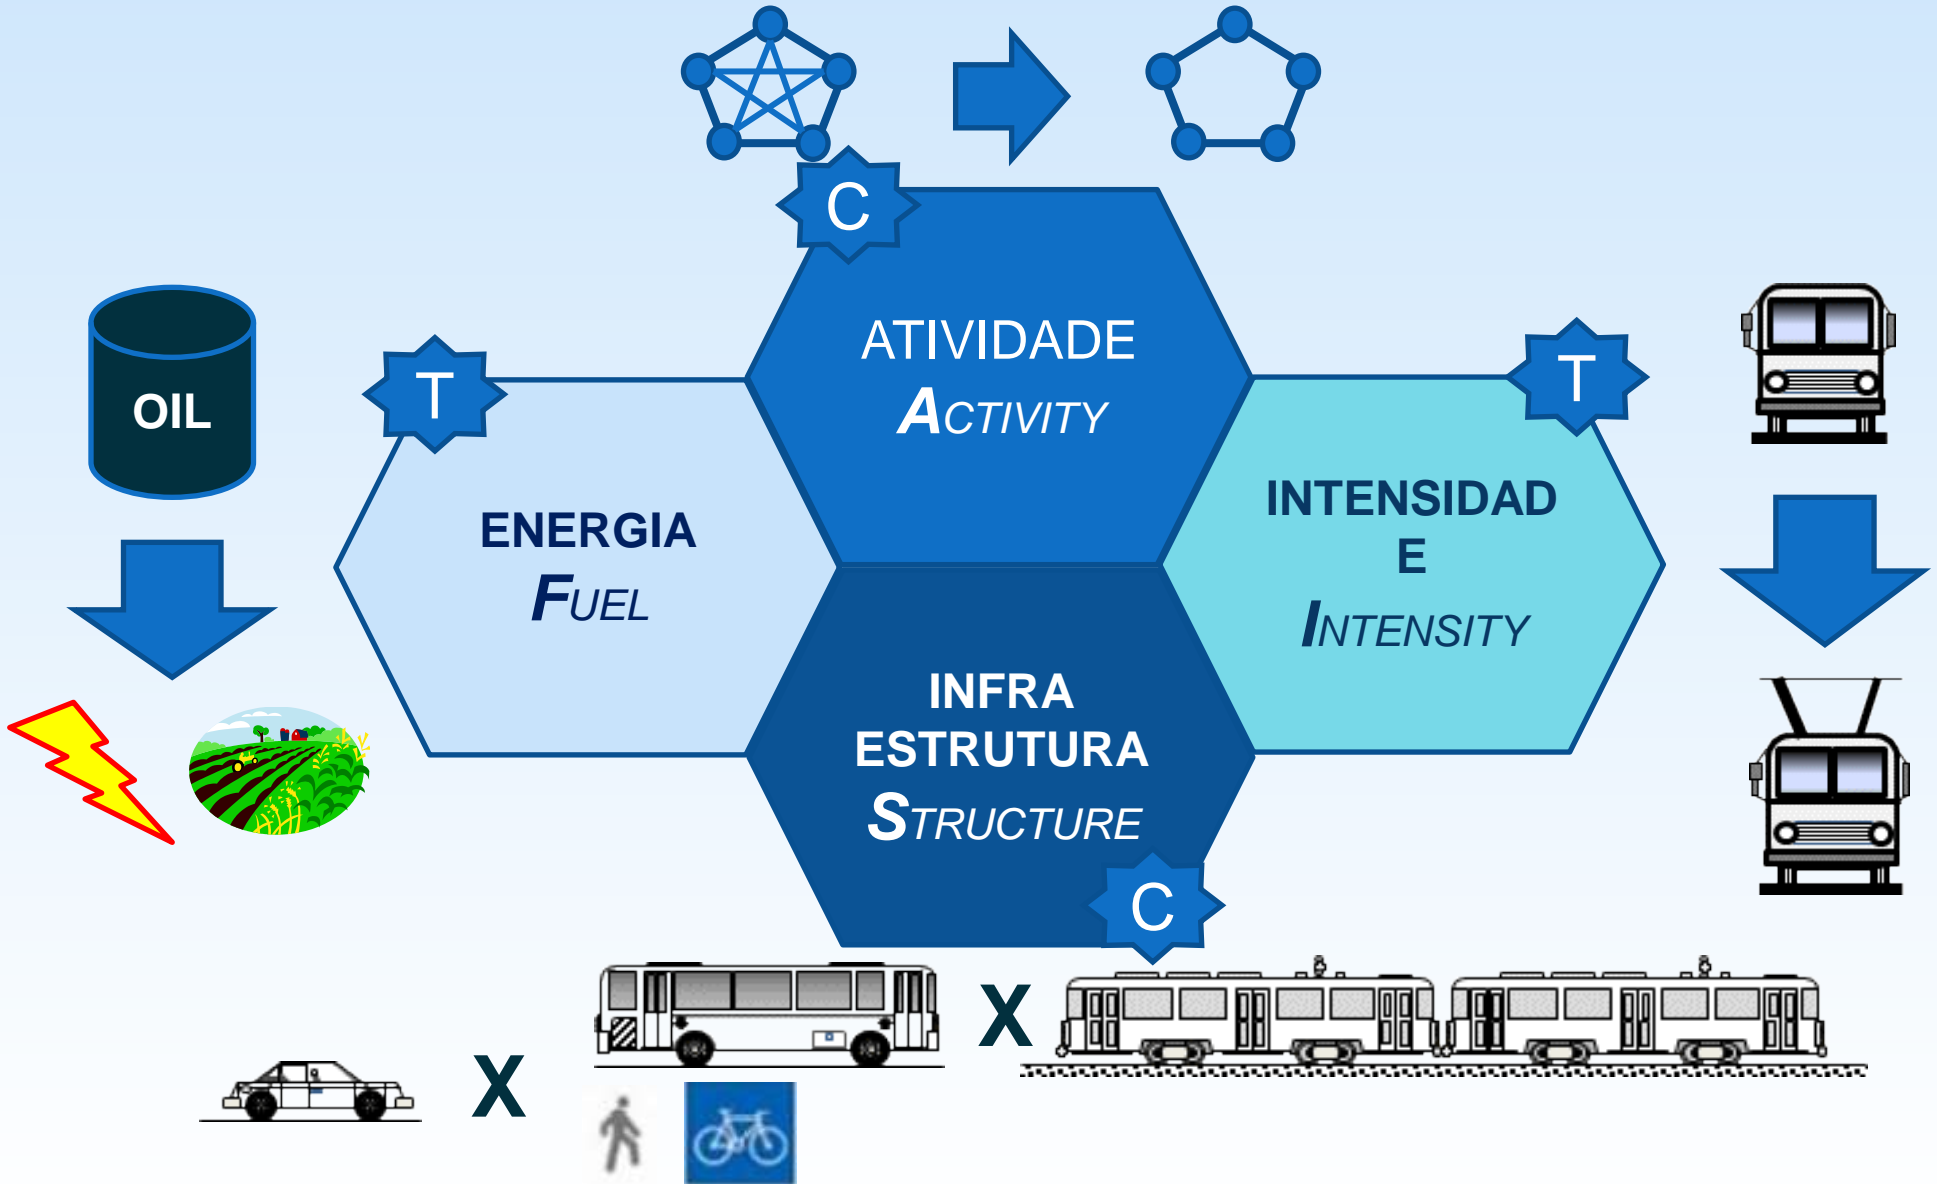 C
ATIVIDADE
ACTIVITY
OIL
T
ENERGIA
FUEL
T
INTENSIDAD
E
INTENSITY
INFRA
ESTRUTURA
STRUCTURE
C
X
X